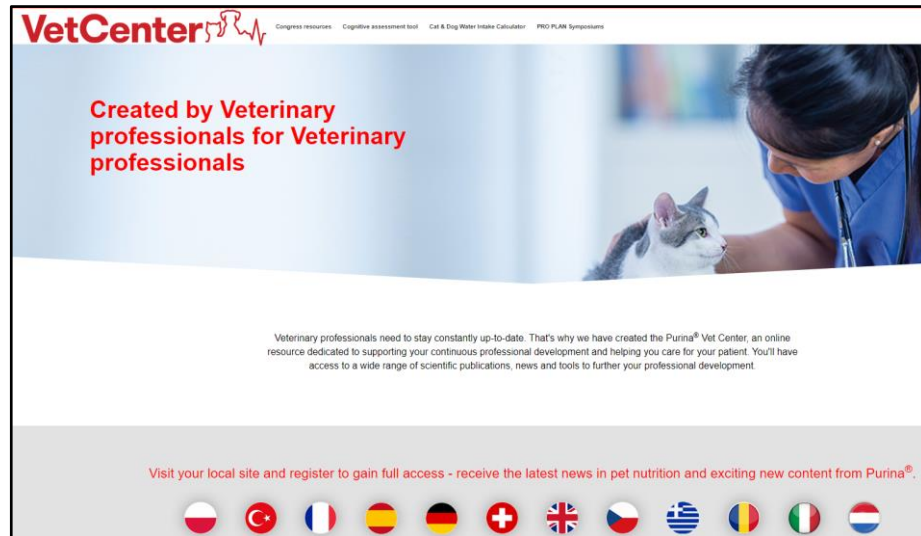 VetCenter
Congress resources Cognitive assessment tool Cat & Dog Water Intake Calculator PRO PLAN Symposiums
Created by Veterinary
professionals for Veterinary
professionals
Veterinary professionals need to stay constantly up-to-date. That's why we have created the Purina® Vet Center, an online
resource dedicated to supporting your continuous professional development and helping you care for your patient. You'll have
access to a wide range of scientific publications, news and tools to further your professional development.
Visit your local site and register to gain full access - receive the latest news in pet nutrition and exciting new content from Purina®.